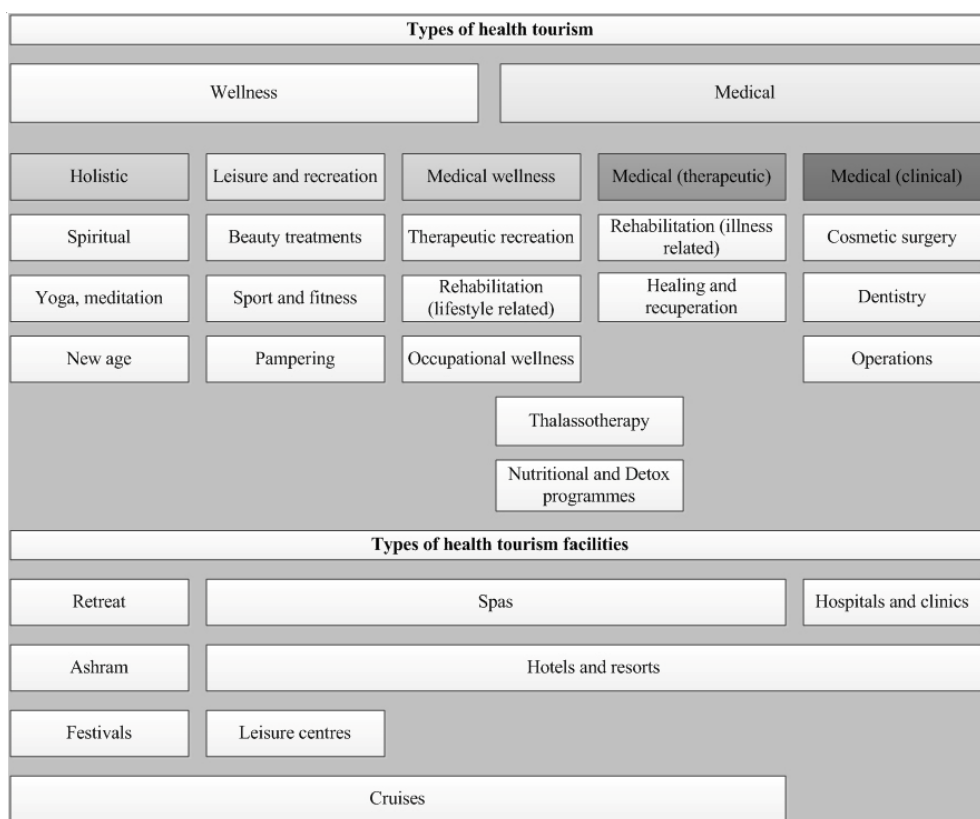 Types of health tourism
Wellness
Medical
Holistic
Leisure and recreation
Medical wellness
Medical (therapeutic)
Medical (clinical)
Spiritual
Beauty treatments
Therapeutic recreation
Rehabilitation (illness
related)
Cosmetic surgery
Yoga, meditation
Sport and fitness
Rehabilitation
(lifestyle related)
Healing and
recuperation
Dentistry
New age
Pampering
Occupational wellness
Operations
Thalassotherapy
Nutritional and Detox
programmes
Types of health tourism facilities
Retreat
Spas
Hospitals and clinics
Ashram
Hotels and resorts
Festivals
Leisure centres
Cruises